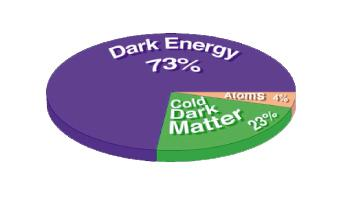 Dark Energy
73%
Atoms 4%
Cold
Dark
Matter
23%